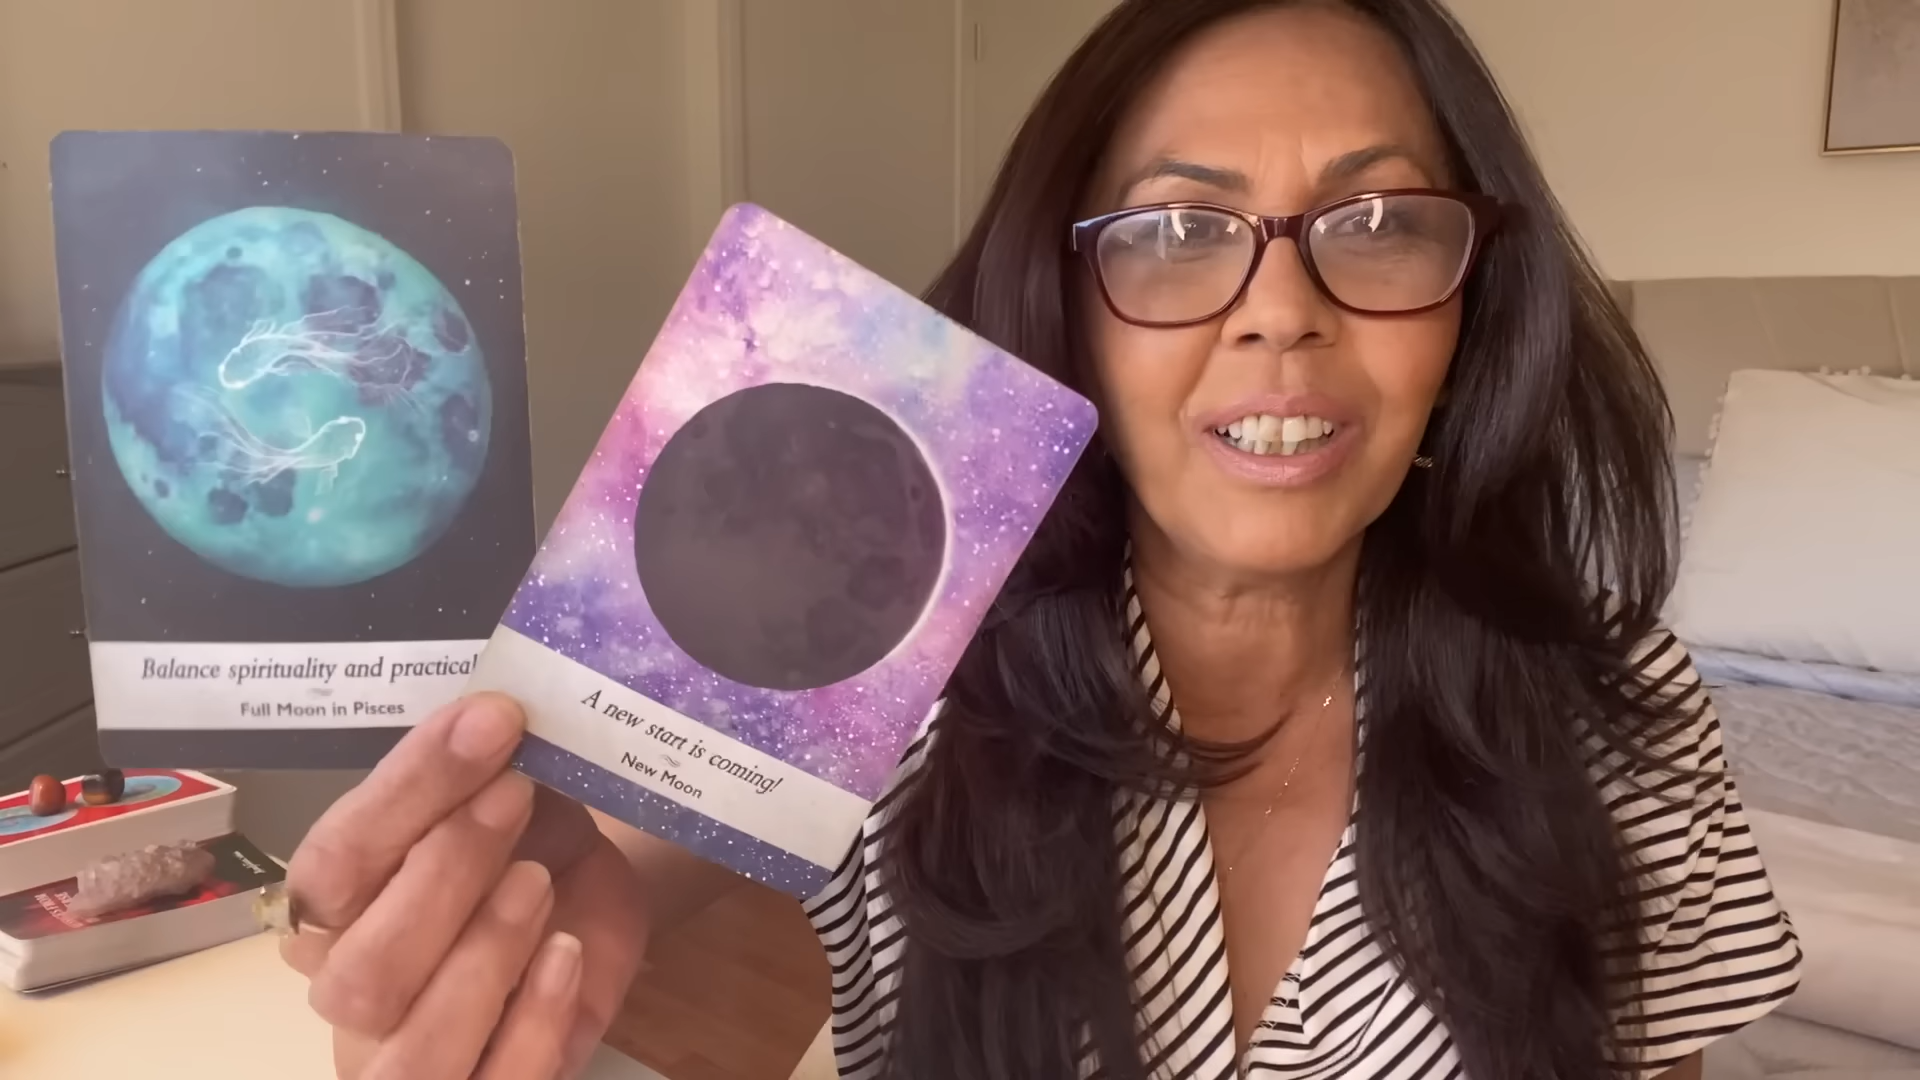 Balance spirituality and practical
Full Moon in Pisces
A new start is coming!
New Moon